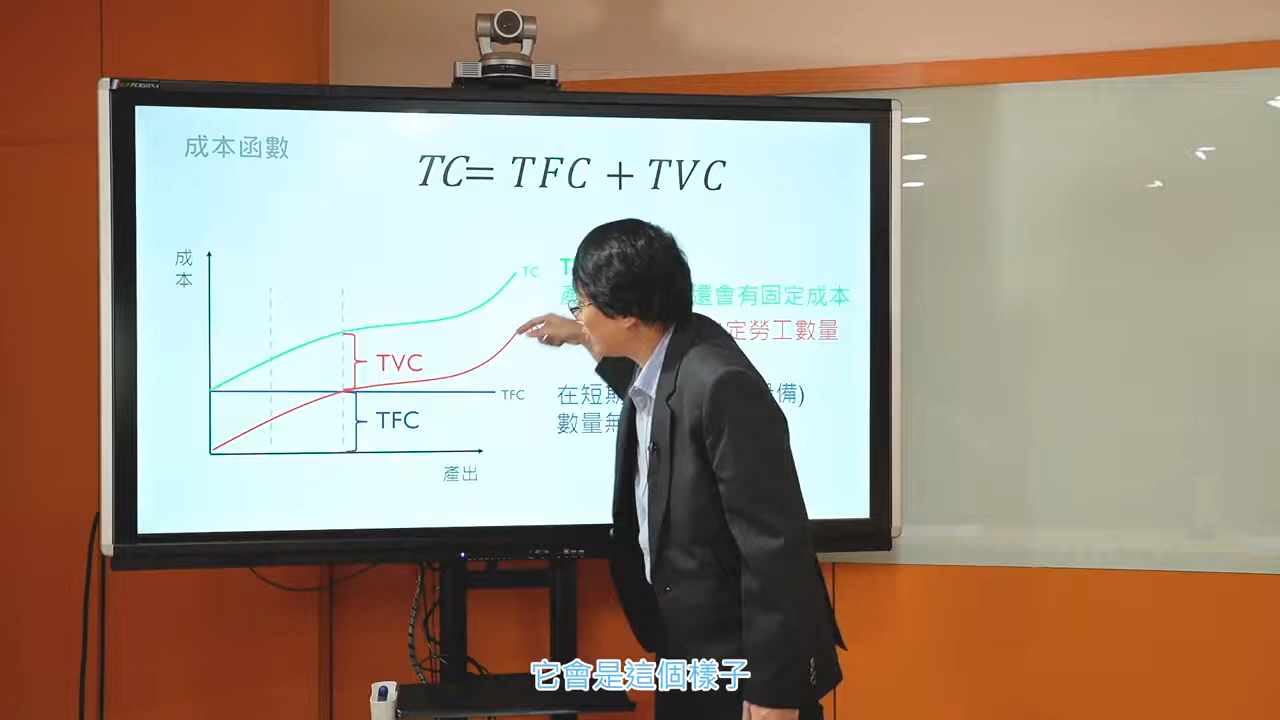 PERSONA
成本函數
TC= TFC + TVC
成本
TC
還會有固定成本
定勞工數量
TVC
TFC
在短期
備)
TFC
數量無
產出
它會是這個樣子